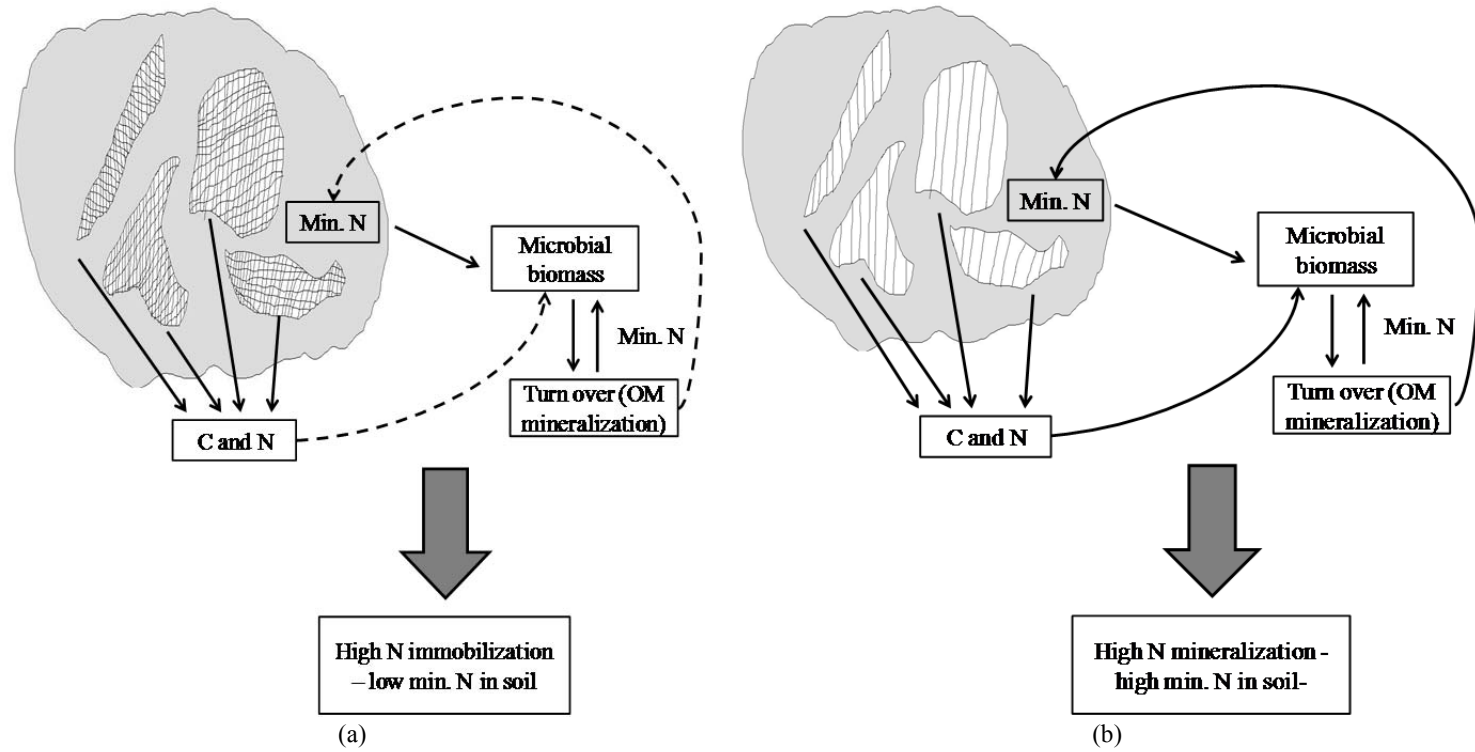 Min. N
Microbial
biomass
Min. N
Turn over (OM
mineralization)
C and N
High N immobilization
– low min. N in soil
(a)
Min. N
Microbial
biomass
Min. N
Turn over (OM
mineralization)
C and N
High N mineralization -
high min. N in soil-
(b)